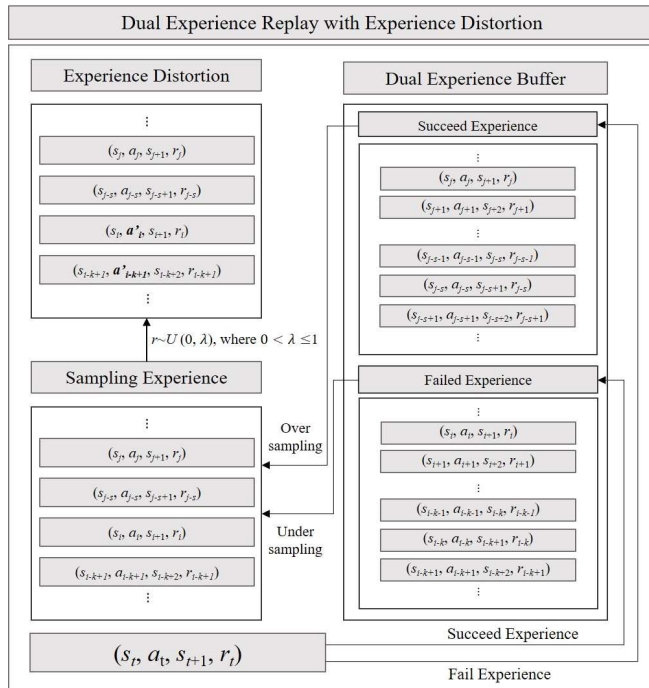 Dual Experience Replay with Experience Distortion
Experience Distortion
⋮
(s_j, a_j, s_{j+1}, r_j)
(s_{j-s}, a_{j-s}, s_{j-s+1}, r_{j-s})
(s_i, a'_i, s_{i+1}, r_i)
(s_{i-k+1}, a'_{i-k+1}, s_{i-k+2}, r_{i-k+1})
⋮
r~U (0, λ), where 0 < λ ≤1
Sampling Experience
⋮
(s_j, a_j, s_{j+1}, r_j)
(s_{j-s}, a_{j-s}, s_{j-s+1}, r_{j-s})
(s_i, a_i, s_{i+1}, r_i)
(s_{i-k+1}, a_{i-k+1}, s_{i-k+2}, r_{i-k+1})
⋮
Over
sampling
Under
sampling
Dual Experience Buffer
Succeed Experience
⋮
(s_j, a_j, s_{j+1}, r_j)
(s_{j+1}, a_{j+1}, s_{j+2}, r_{j+1})
⋮
(s_{j-s-1}, a_{j-s-1}, s_{j-s}, r_{j-s-1})
(s_{j-s}, a_{j-s}, s_{j-s+1}, r_{j-s})
(s_{j-s+1}, a_{j-s+1}, s_{j-s+2}, r_{j-s+1})
⋮
Failed Experience
⋮
(s_i, a_i, s_{i+1}, r_i)
(s_{i+1}, a_{i+1}, s_{i+2}, r_{i+1})
⋮
(s_{i-k-1}, a_{i-k-1}, s_{i-k}, r_{i-k-1})
(s_{i-k}, a_{i-k}, s_{i-k+1}, r_{i-k})
(s_{i-k+1}, a_{i-k+1}, s_{i-k+2}, r_{i-k+1})
⋮
(s_t, a_t, s_{t+1}, r_t)
Succeed Experience
Fail Experience